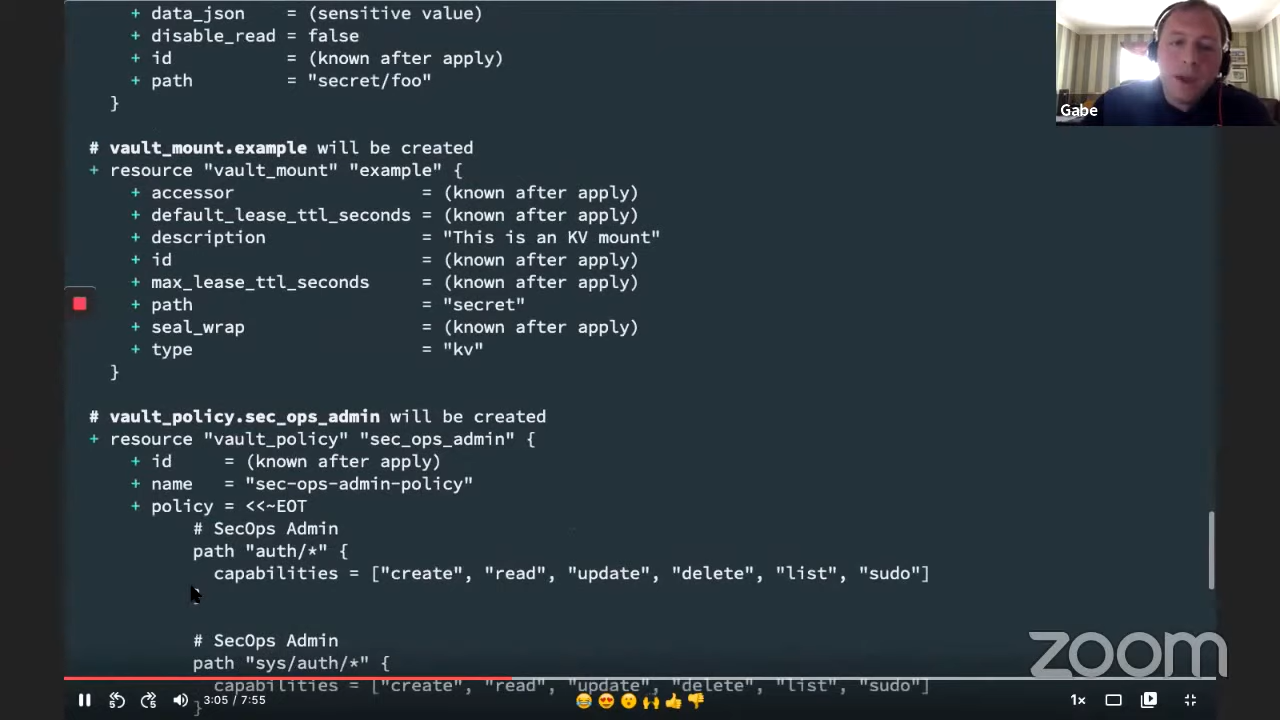 + data_json    = (sensitive value)
+ disable_read = false
+ id           = (known after apply)
+ path         = "secret/foo"
}
Gabe
# vault_mount.example will be created
+ resource "vault_mount" "example" {
+ accessor                  = (known after apply)
+ default_lease_ttl_seconds = (known after apply)
+ description               = "This is an KV mount"
+ id                        = (known after apply)
+ max_lease_ttl_seconds     = (known after apply)
+ path                      = "secret"
+ seal_wrap                 = (known after apply)
+ type                      = "kv"
}
# vault_policy.sec_ops_admin will be created
+ resource "vault_policy" "sec_ops_admin" {
+ id     = (known after apply)
+ name   = "sec-ops-admin-policy"
+ policy = <<~EOT
# SecOps Admin
path "auth/*" {
capabilities = ["create", "read", "update", "delete", "list", "sudo"]
# SecOps Admin
path "sys/auth/*" {
capabilities = ["create", "read", "update", "delete", "list", "sudo"]
}
zoom
3:05 / 7:55
1×